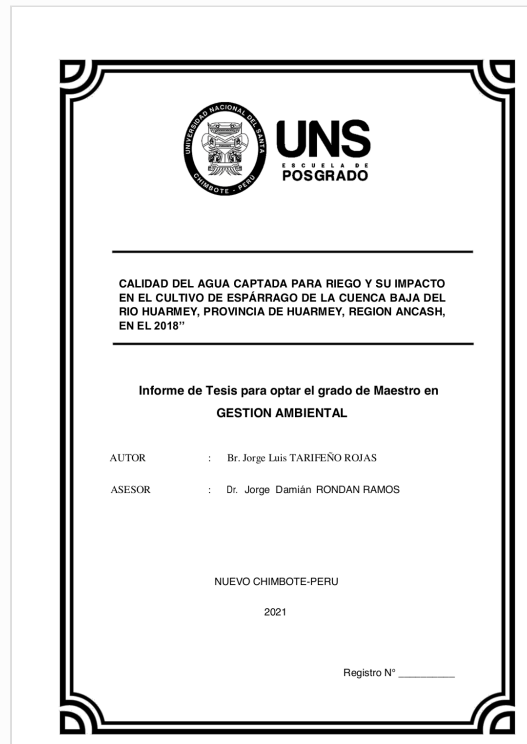 UNIVERSIDAD NACIONAL DEL SANTA
CHIMBOTE - PERU
UNS
ESCUELA DE
POSGRADO
CALIDAD DEL AGUA CAPTADA PARA RIEGO Y SU IMPACTO
EN EL CULTIVO DE ESPÁRRAGO DE LA CUENCA BAJA DEL
RIO HUARMEY, PROVINCIA DE HUARMEY, REGION ANCASH,
EN EL 2018”
Informe de Tesis para optar el grado de Maestro en
GESTION AMBIENTAL
AUTOR : Br. Jorge Luis TARIFEÑO ROJAS
ASESOR : Dr. Jorge Damián RONDAN RAMOS
NUEVO CHIMBOTE-PERU
2021
Registro N° __________